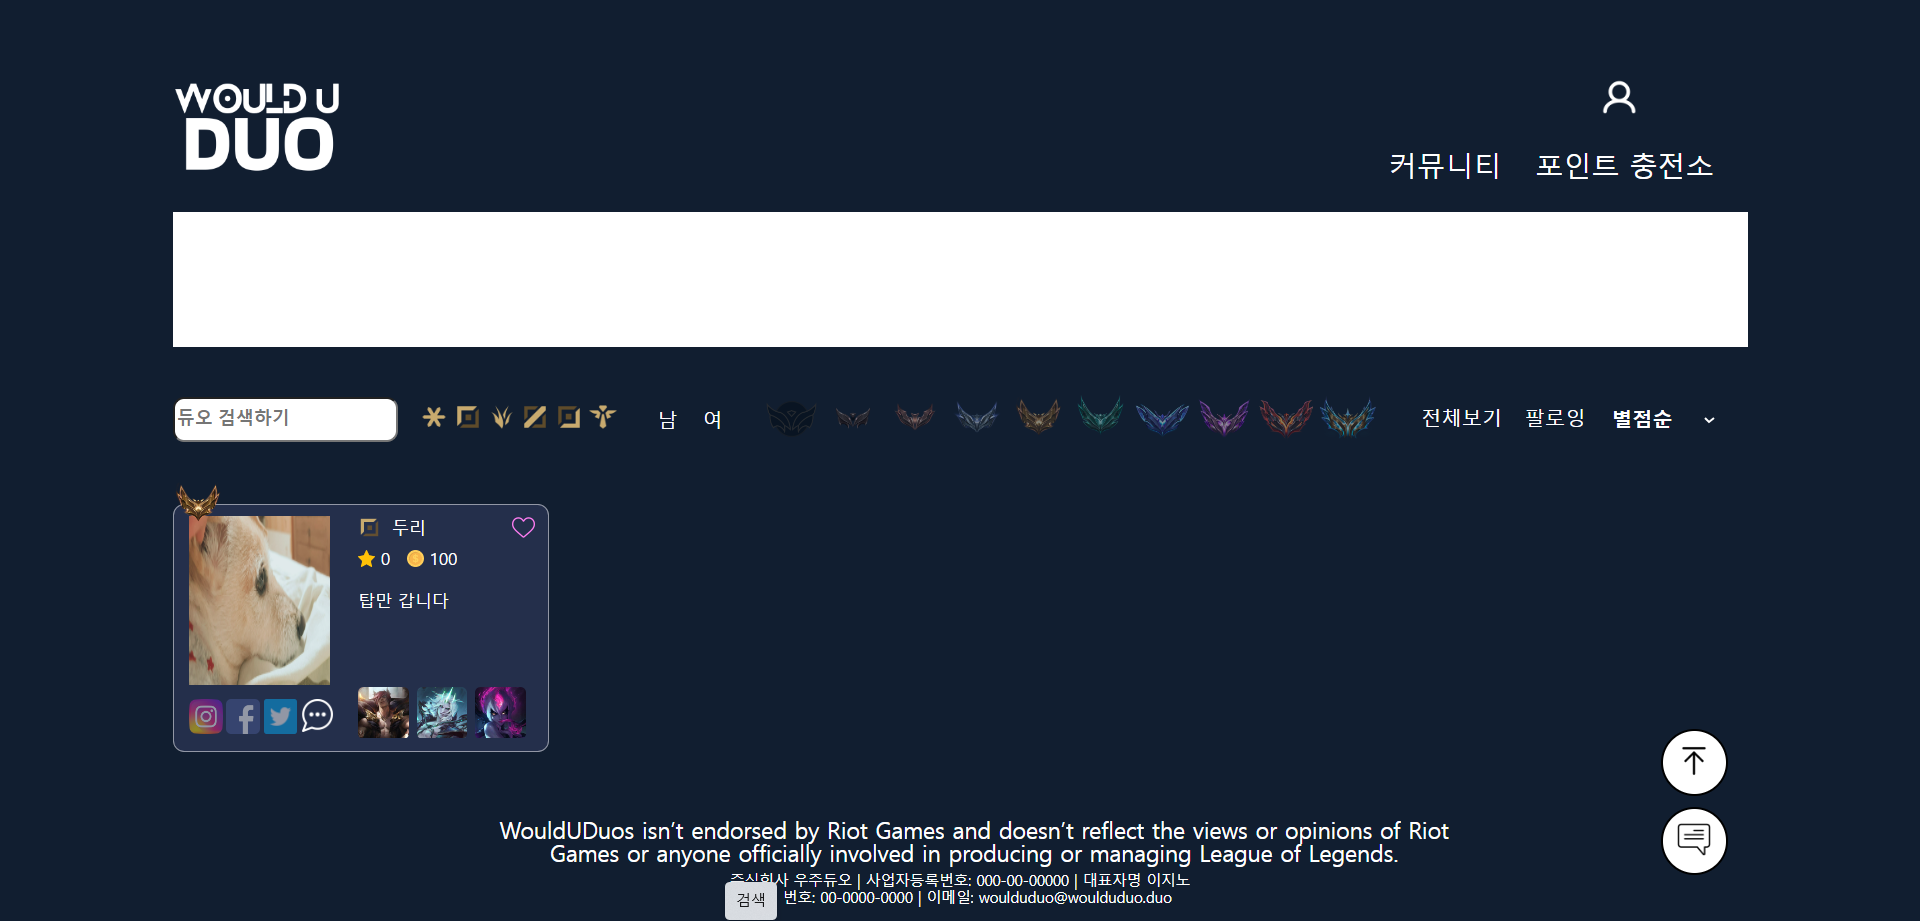 WOULD U
DUO
커뮤니티 포인트 충전소
듀오 검색하기 남 여 전체보기 팔로잉 별점순
두리
0 100
탑만 갑니다
WouldUDuos isn't endorsed by Riot Games and doesn't reflect the views or opinions of Riot
Games or anyone officially involved in producing or managing League of Legends.
주식회사 우주듀오 | 사업자등록번호: 000-00-00000 | 대표자명 이지노
검색 번호: 00-0000-0000 | 이메일: woulduduo@woulduduo.duo